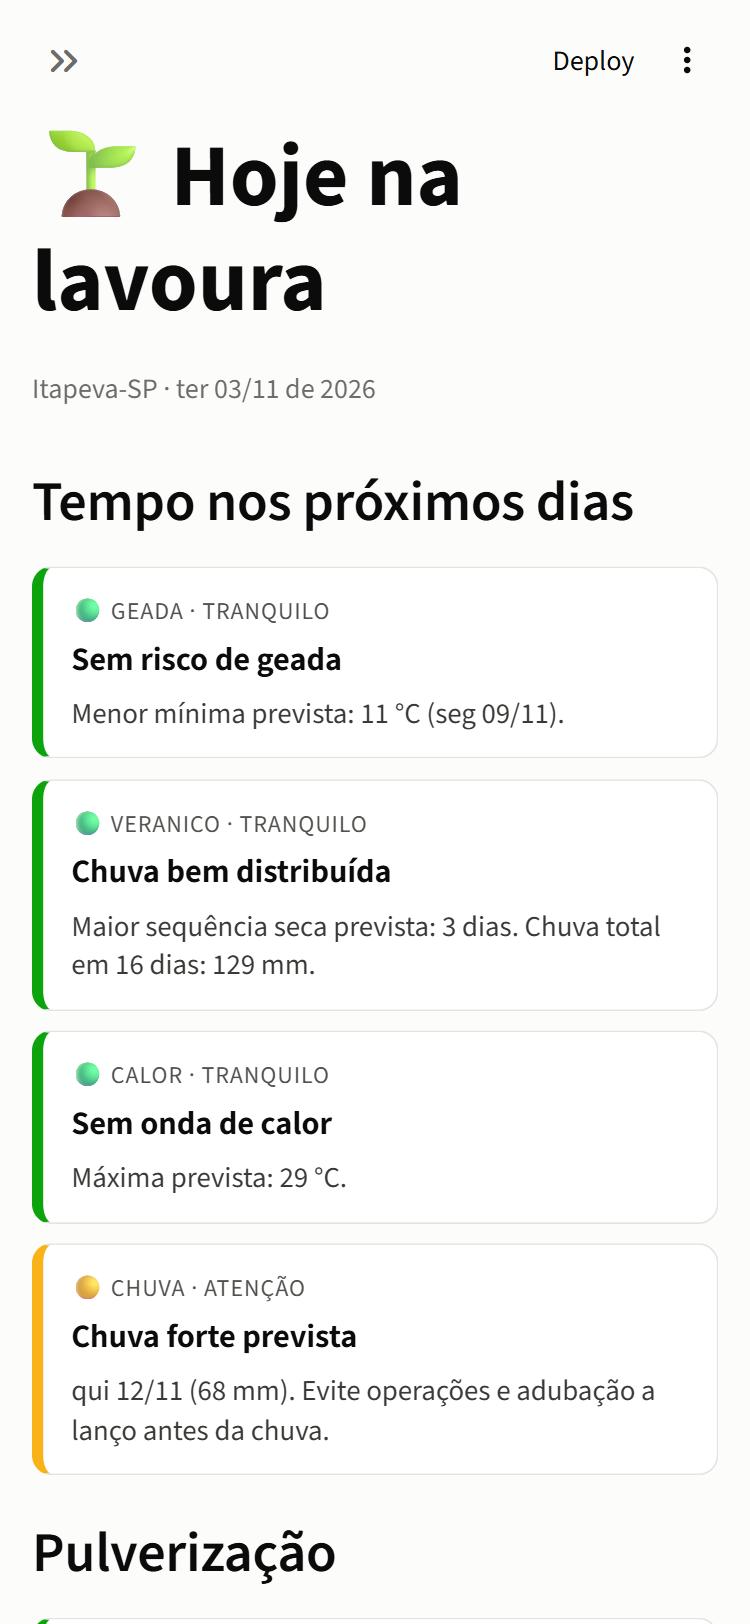 Deploy
Hoje na
lavoura
Itapeva-SP · ter 03/11 de 2026
Tempo nos próximos dias
GEADA · TRANQUILO
Sem risco de geada
Menor mínima prevista: 11 °C (seg 09/11).
VERANICO · TRANQUILO
Chuva bem distribuída
Maior sequência seca prevista: 3 dias. Chuva total
em 16 dias: 129 mm.
CALOR · TRANQUILO
Sem onda de calor
Máxima prevista: 29 °C.
CHUVA · ATENÇÃO
Chuva forte prevista
qui 12/11 (68 mm). Evite operações e adubação a
lanço antes da chuva.
Pulverização